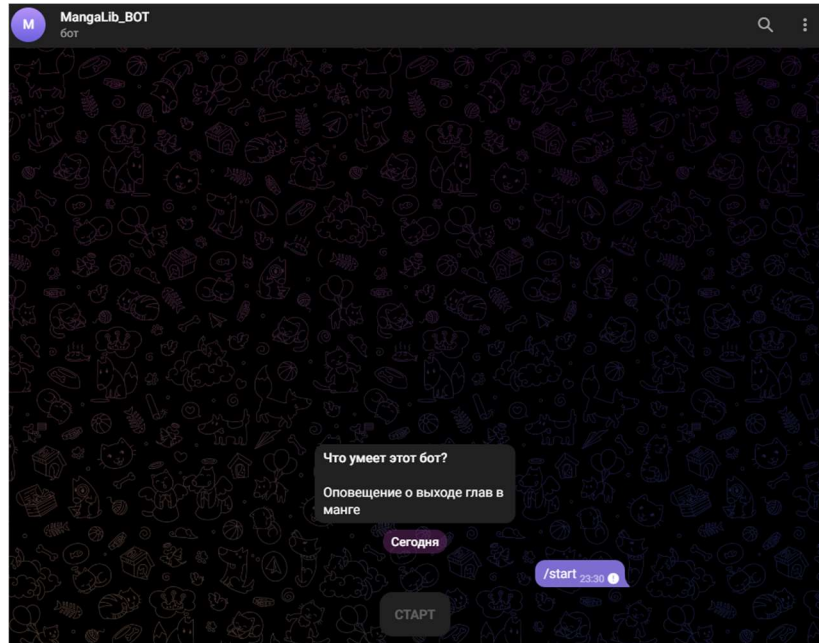 M
MangaLib_BOT
бот
Что умеет этот бот?
Оповещение о выходе глав в
манге
Сегодня
/start 23:30
СТАРТ